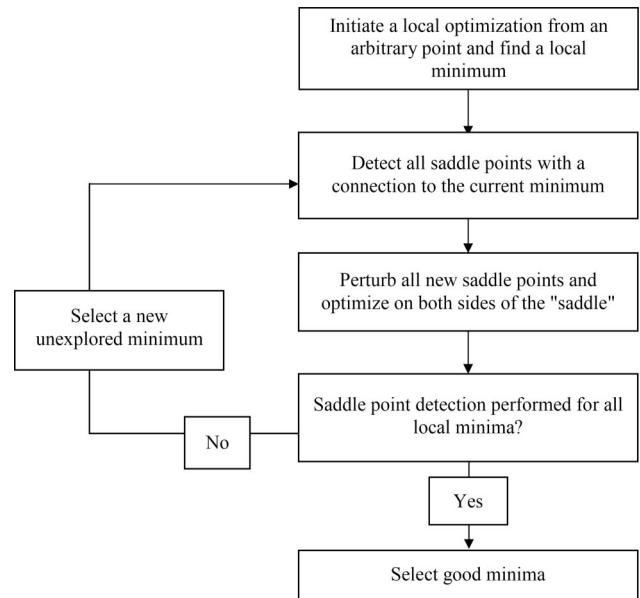 Initiate a local optimization from an
arbitrary point and find a local
minimum
Detect all saddle points with a
connection to the current minimum
Perturb all new saddle points and
optimize on both sides of the "saddle"
Select a new
unexplored minimum
Saddle point detection performed for all
local minima?
No
Yes
Select good minima